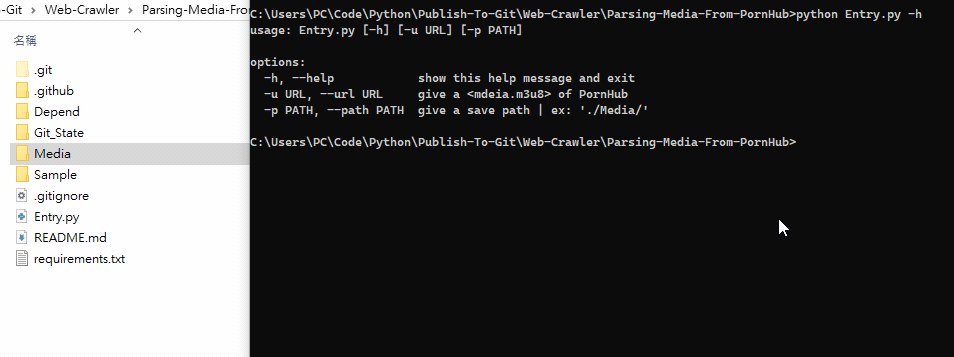 -Git > Web-Crawler > Parsing-Media-From
名稱
.git
.github
Depend
Git_State
Media
Sample
.gitignore
Entry.py
README.md
requirements.txt
C:\Users\PC\Code\Python\Publish-To-Git\Web-Crawler\Parsing-Media-From-PornHub>python Entry.py -h
usage: Entry.py [-h] [-u URL] [-p PATH]
options:
-h, --help show this help message and exit
-u URL, --url URL give a <mdeia.m3u8> of PornHub
-p PATH, --path PATH give a save path | ex: './Media/'
C:\Users\PC\Code\Python\Publish-To-Git\Web-Crawler\Parsing-Media-From-PornHub>